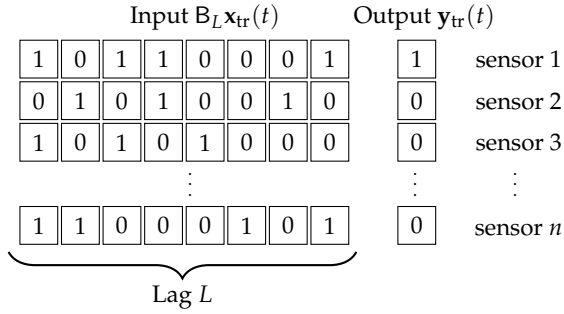 Input B_L x_tr(t) Output y_tr(t)
1 0 1 1 0 0 0 1 1 sensor 1
0 1 0 1 0 0 1 0 0 sensor 2
1 0 1 0 1 0 0 0 0 sensor 3
⋮ ⋮ ⋮
1 1 0 0 0 1 0 1 0 sensor n
Lag L